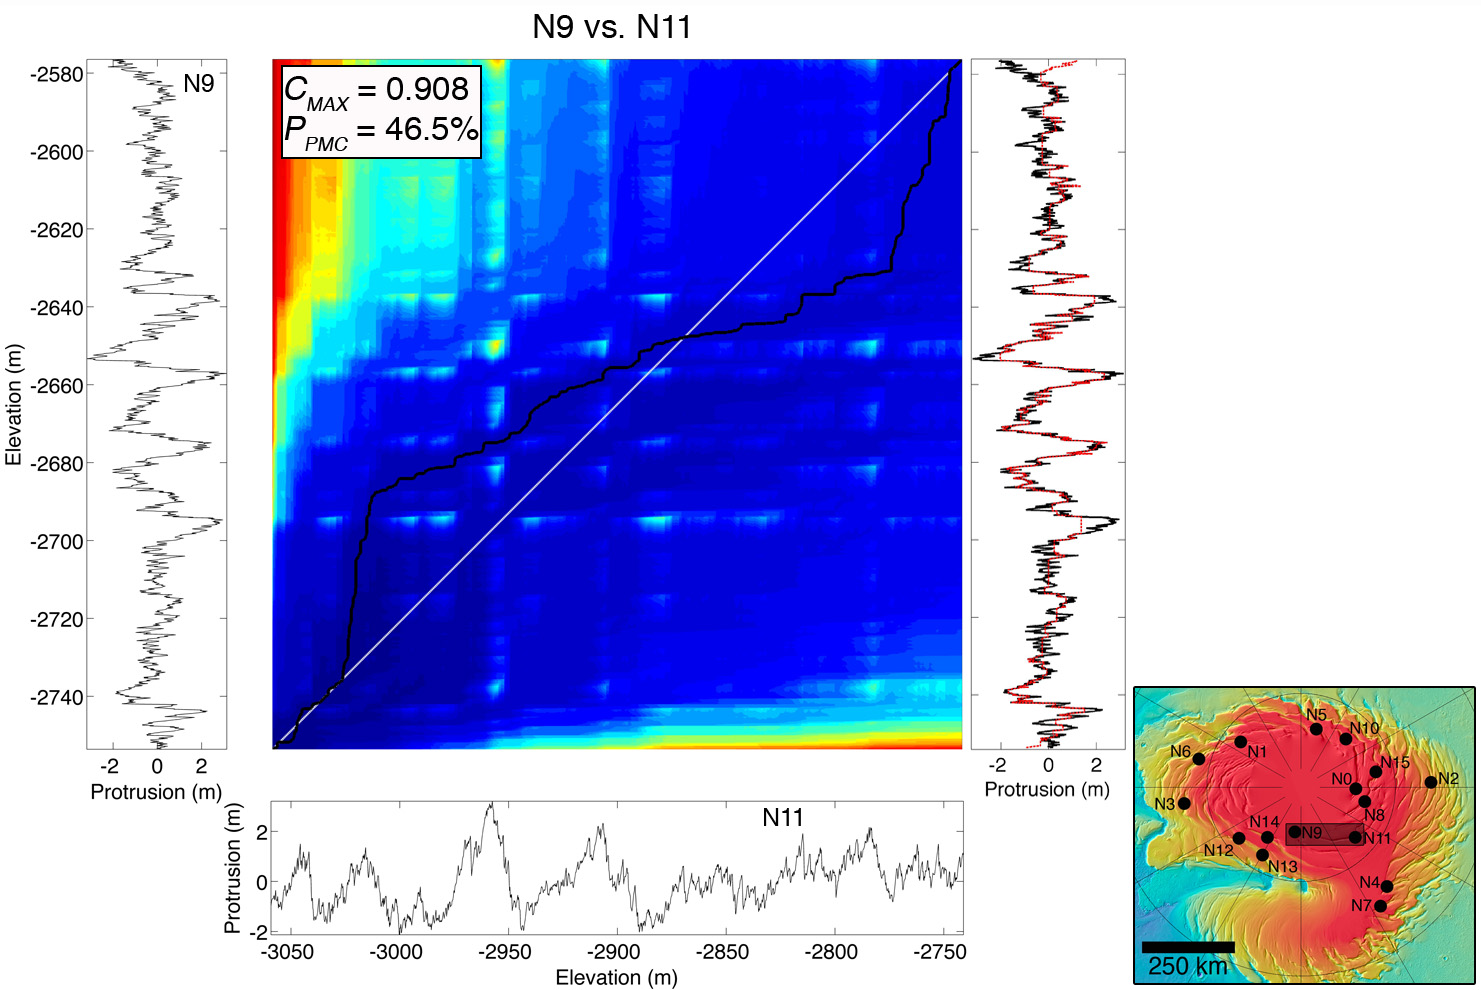 N9 vs. N11
N9
C MAX = 0.908
P PMC = 46.5%
Elevation (m)
-2580
-2600
-2620
-2640
-2660
-2680
-2700
-2720
-2740
-2 0 2
Protrusion (m)
-2 0 2
Protrusion (m)
N11
Protrusion (m)
2
0
-2
-3050 -3000 -2950 -2900 -2850 -2800 -2750
Elevation (m)
N5
N10
N1
N6
N15
N0
N2
N3
N8
N14
N9
N11
N12
N13
N4
N7
250 km